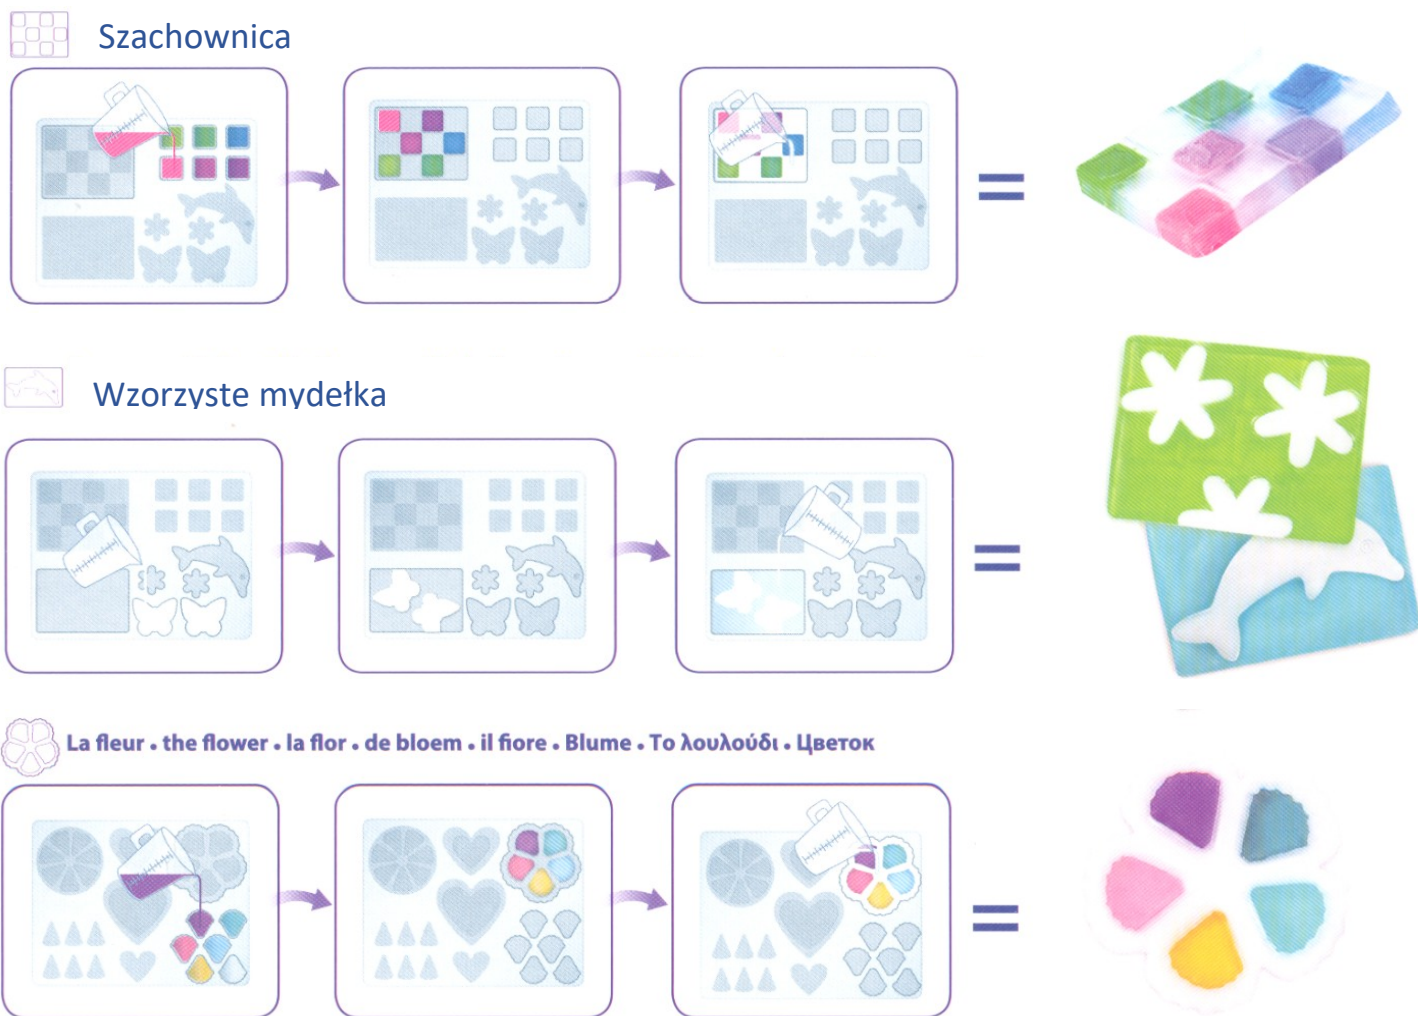 Szachownica
Wzorzyste mydełka
La fleur • the flower • la flor • de bloem • il fiore • Blume • Το λουλούδι • Цветок